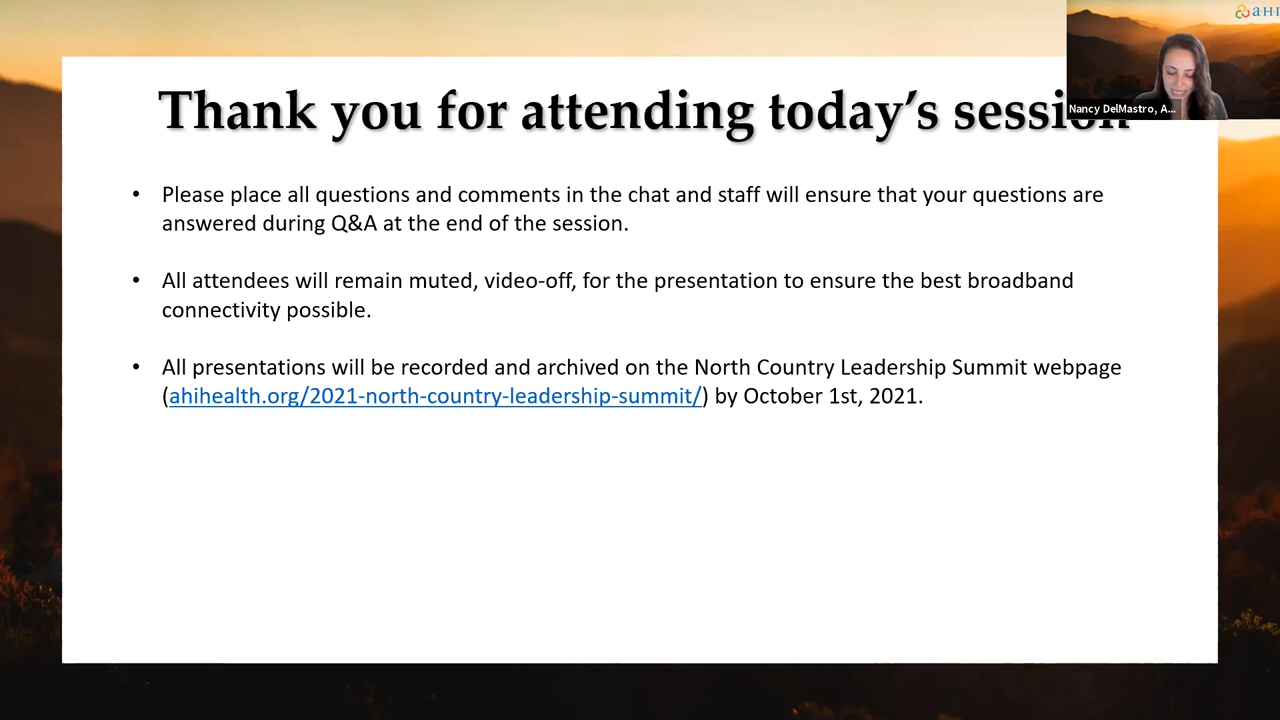 Thank you for attending today's session
AHI
Nancy DelMastro, A...
• Please place all questions and comments in the chat and staff will ensure that your questions are
answered during Q&A at the end of the session.
• All attendees will remain muted, video-off, for the presentation to ensure the best broadband
connectivity possible.
• All presentations will be recorded and archived on the North Country Leadership Summit webpage
(ahihealth.org/2021-north-country-leadership-summit/) by October 1st, 2021.